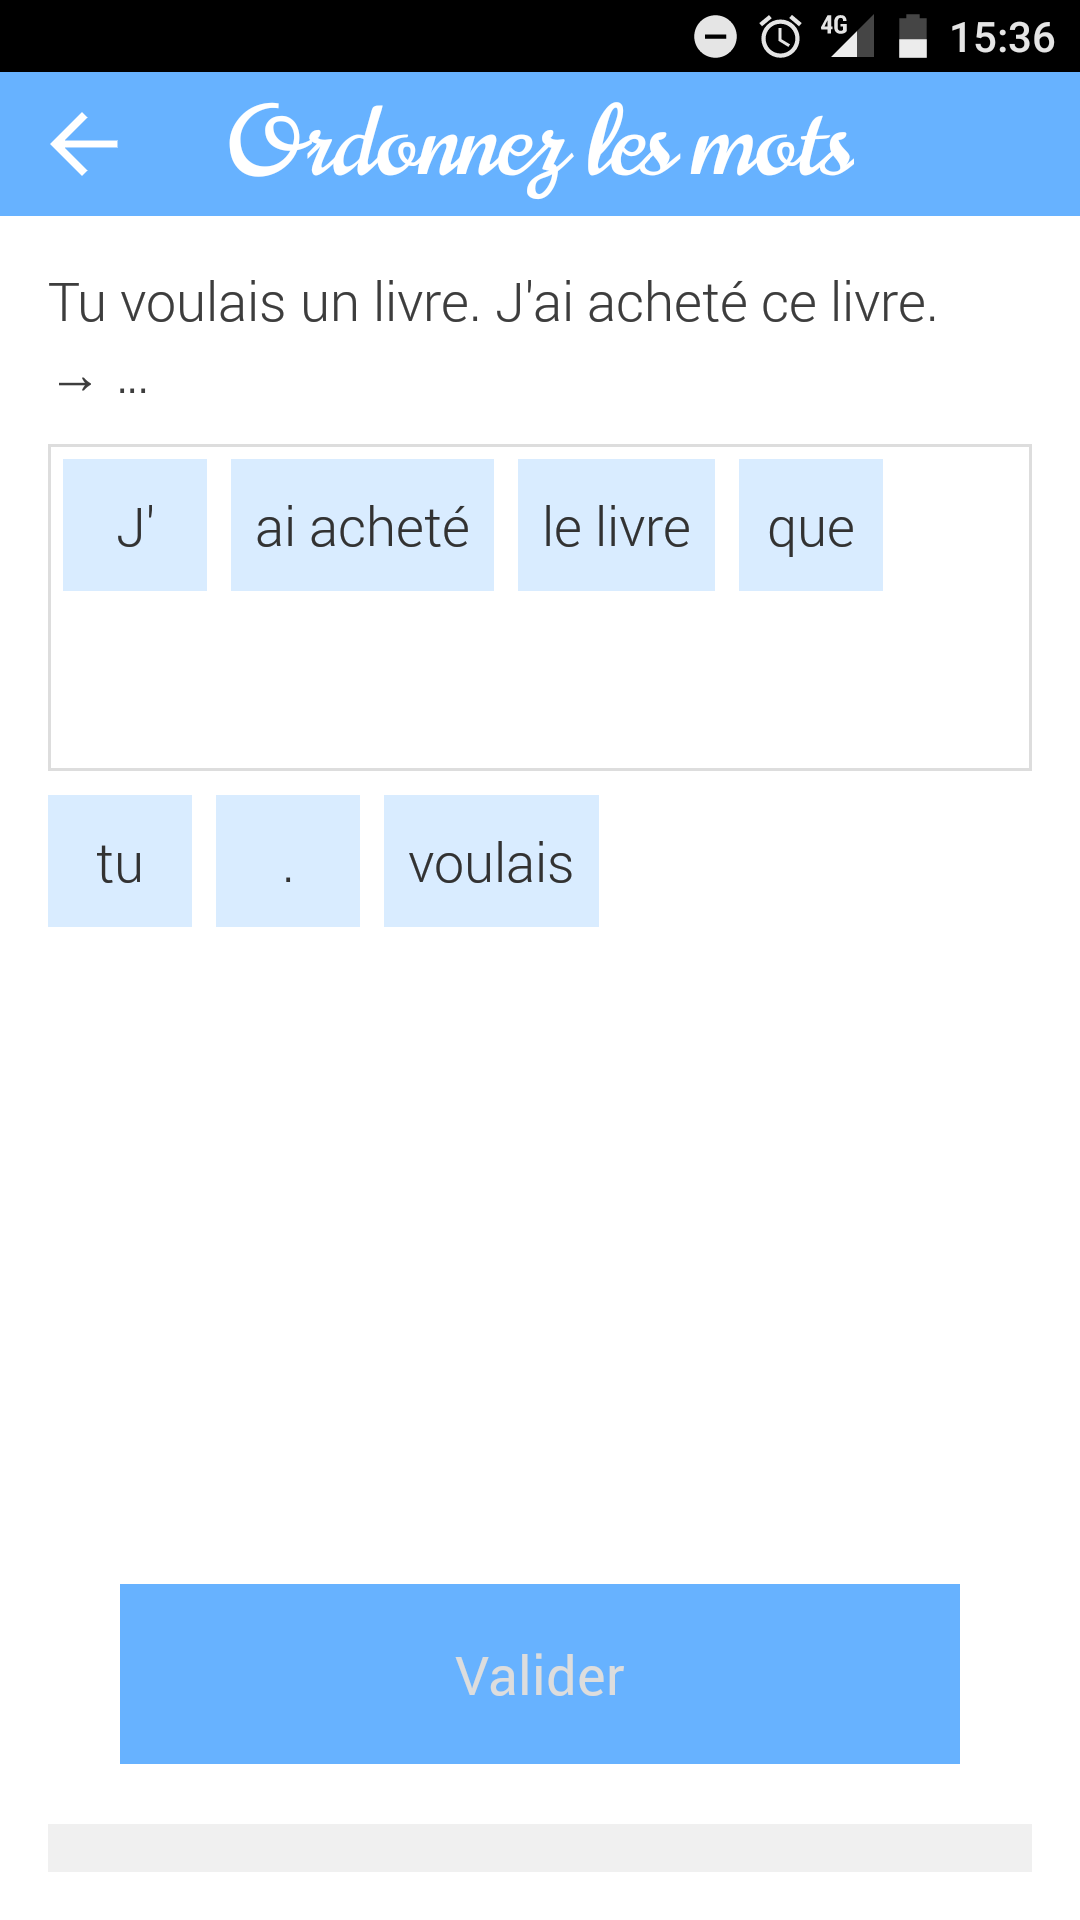 4G 15:36
Ordonnez les mots
Tu voulais un livre. J'ai acheté ce livre.
→ ...
J' ai acheté le livre que
tu . voulais
Valider